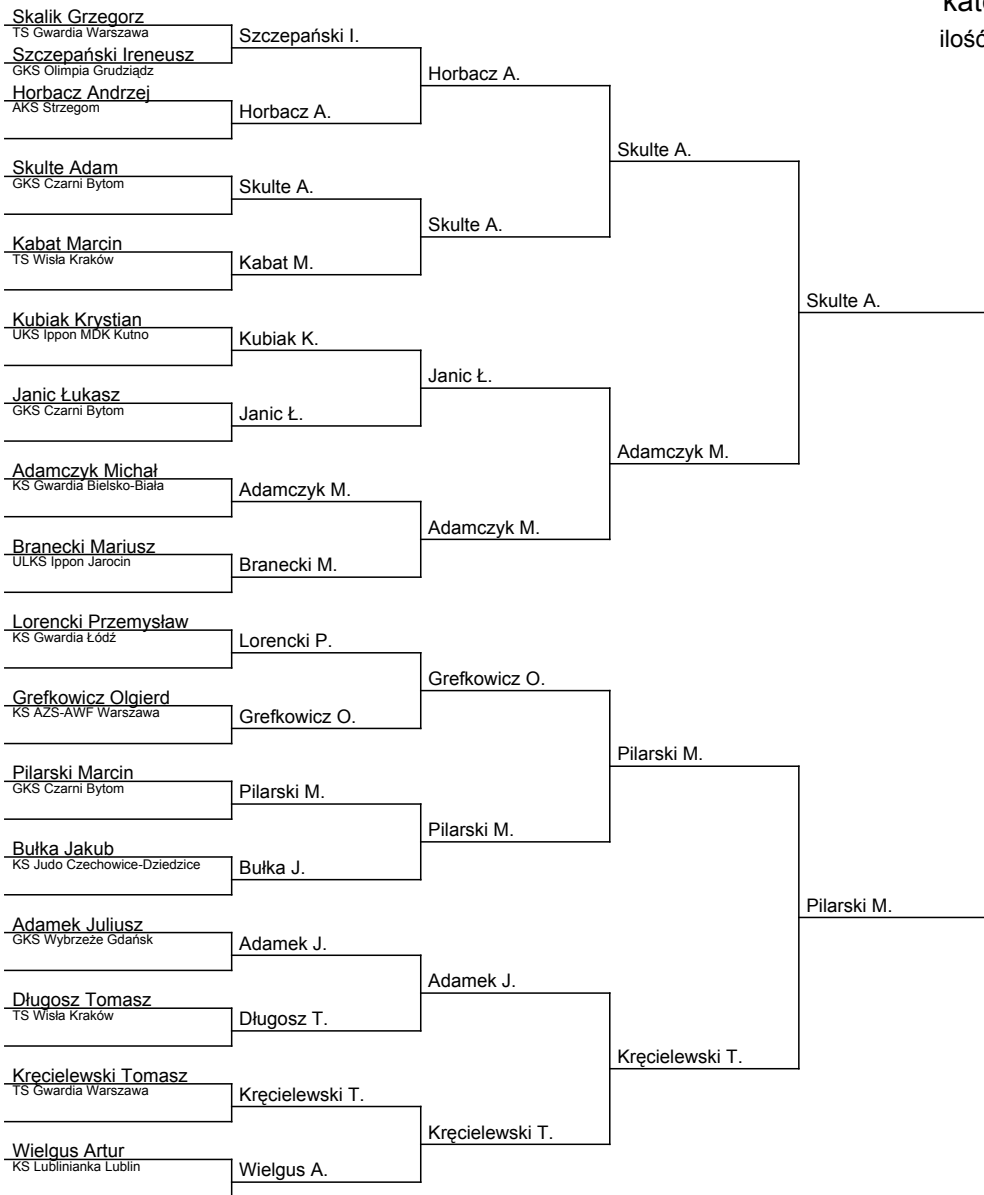 Skalik Grzegorz
TS Gwardia Warszawa
Szczepański Ireneusz
GKS Olimpia Grudziądz
Horbacz Andrzej
AKS Strzegom
Skulte Adam
GKS Czarni Bytom
Kabat Marcin
TS Wisła Kraków
Kubiak Krystian
UKS Ippon MDK Kutno
Janic Łukasz
GKS Czarni Bytom
Adamczyk Michał
KS Gwardia Bielsko-Biała
Branecki Mariusz
ULKS Ippon Jarocin
Lorencki Przemysław
KS Gwardia Łódź
Grefkowicz Olgierd
KS AZS-AWF Warszawa
Pilarski Marcin
GKS Czarni Bytom
Bułka Jakub
KS Judo Czechowice-Dziedzice
Adamek Juliusz
GKS Wybrzeże Gdańsk
Długosz Tomasz
TS Wisła Kraków
Kręcielewski Tomasz
TS Gwardia Warszawa
Wielgus Artur
KS Lublinianka Lublin
Szczepański I.
Horbacz A.
Skulte A.
Kabat M.
Kubiak K.
Janic Ł.
Adamczyk M.
Branecki M.
Lorencki P.
Grefkowicz O.
Pilarski M.
Bułka J.
Adamek J.
Długosz T.
Kręcielewski T.
Wielgus A.
Horbacz A.
Skulte A.
Janic Ł.
Adamczyk M.
Grefkowicz O.
Pilarski M.
Adamek J.
Kręcielewski T.
Skulte A.
Adamczyk M.
Pilarski M.
Kręcielewski T.
Skulte A.
Pilarski M.
ilość